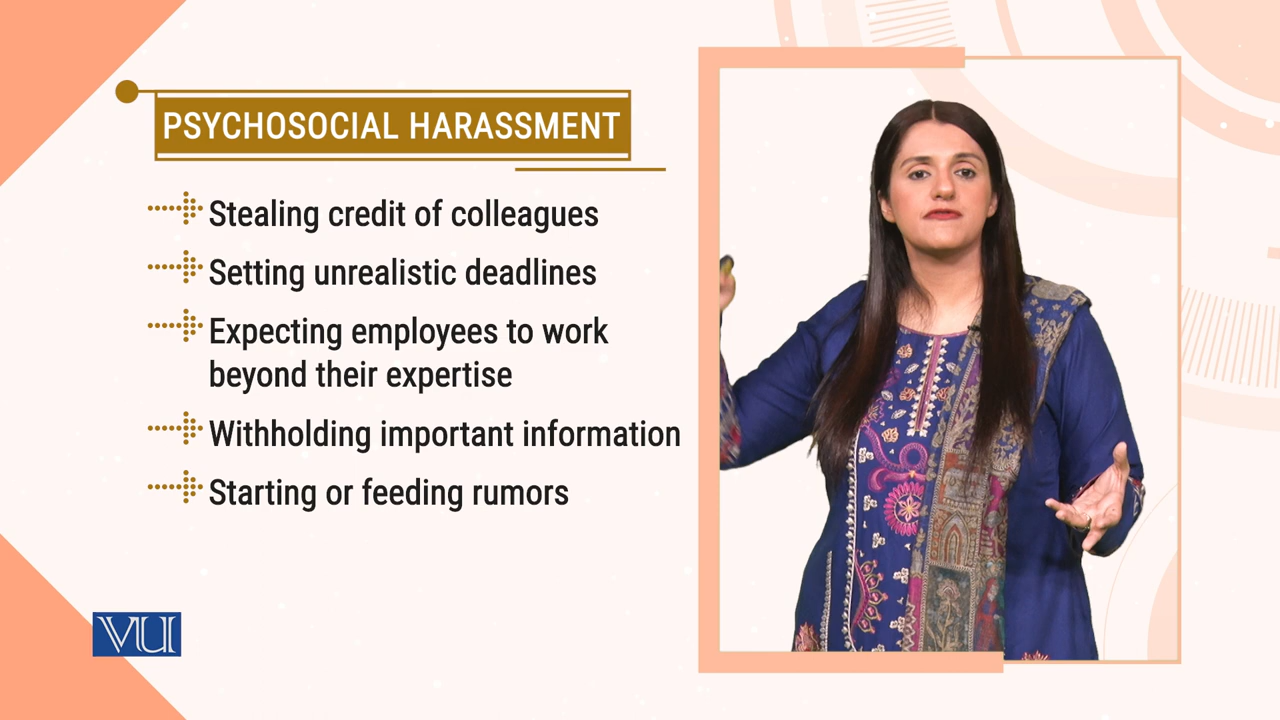 PSYCHOSOCIAL HARASSMENT
Stealing credit of colleagues
Setting unrealistic deadlines
Expecting employees to work
beyond their expertise
Withholding important information
Starting or feeding rumors
VU